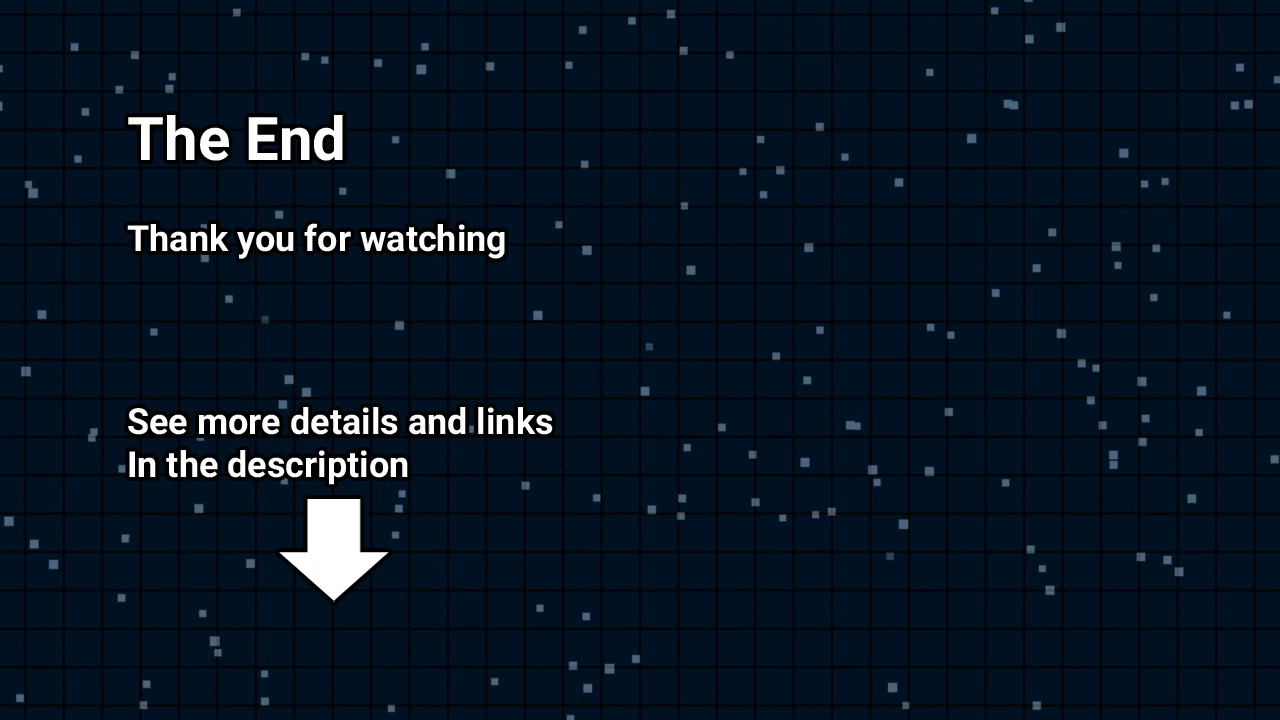 The End
Thank you for watching
See more details and links
In the description